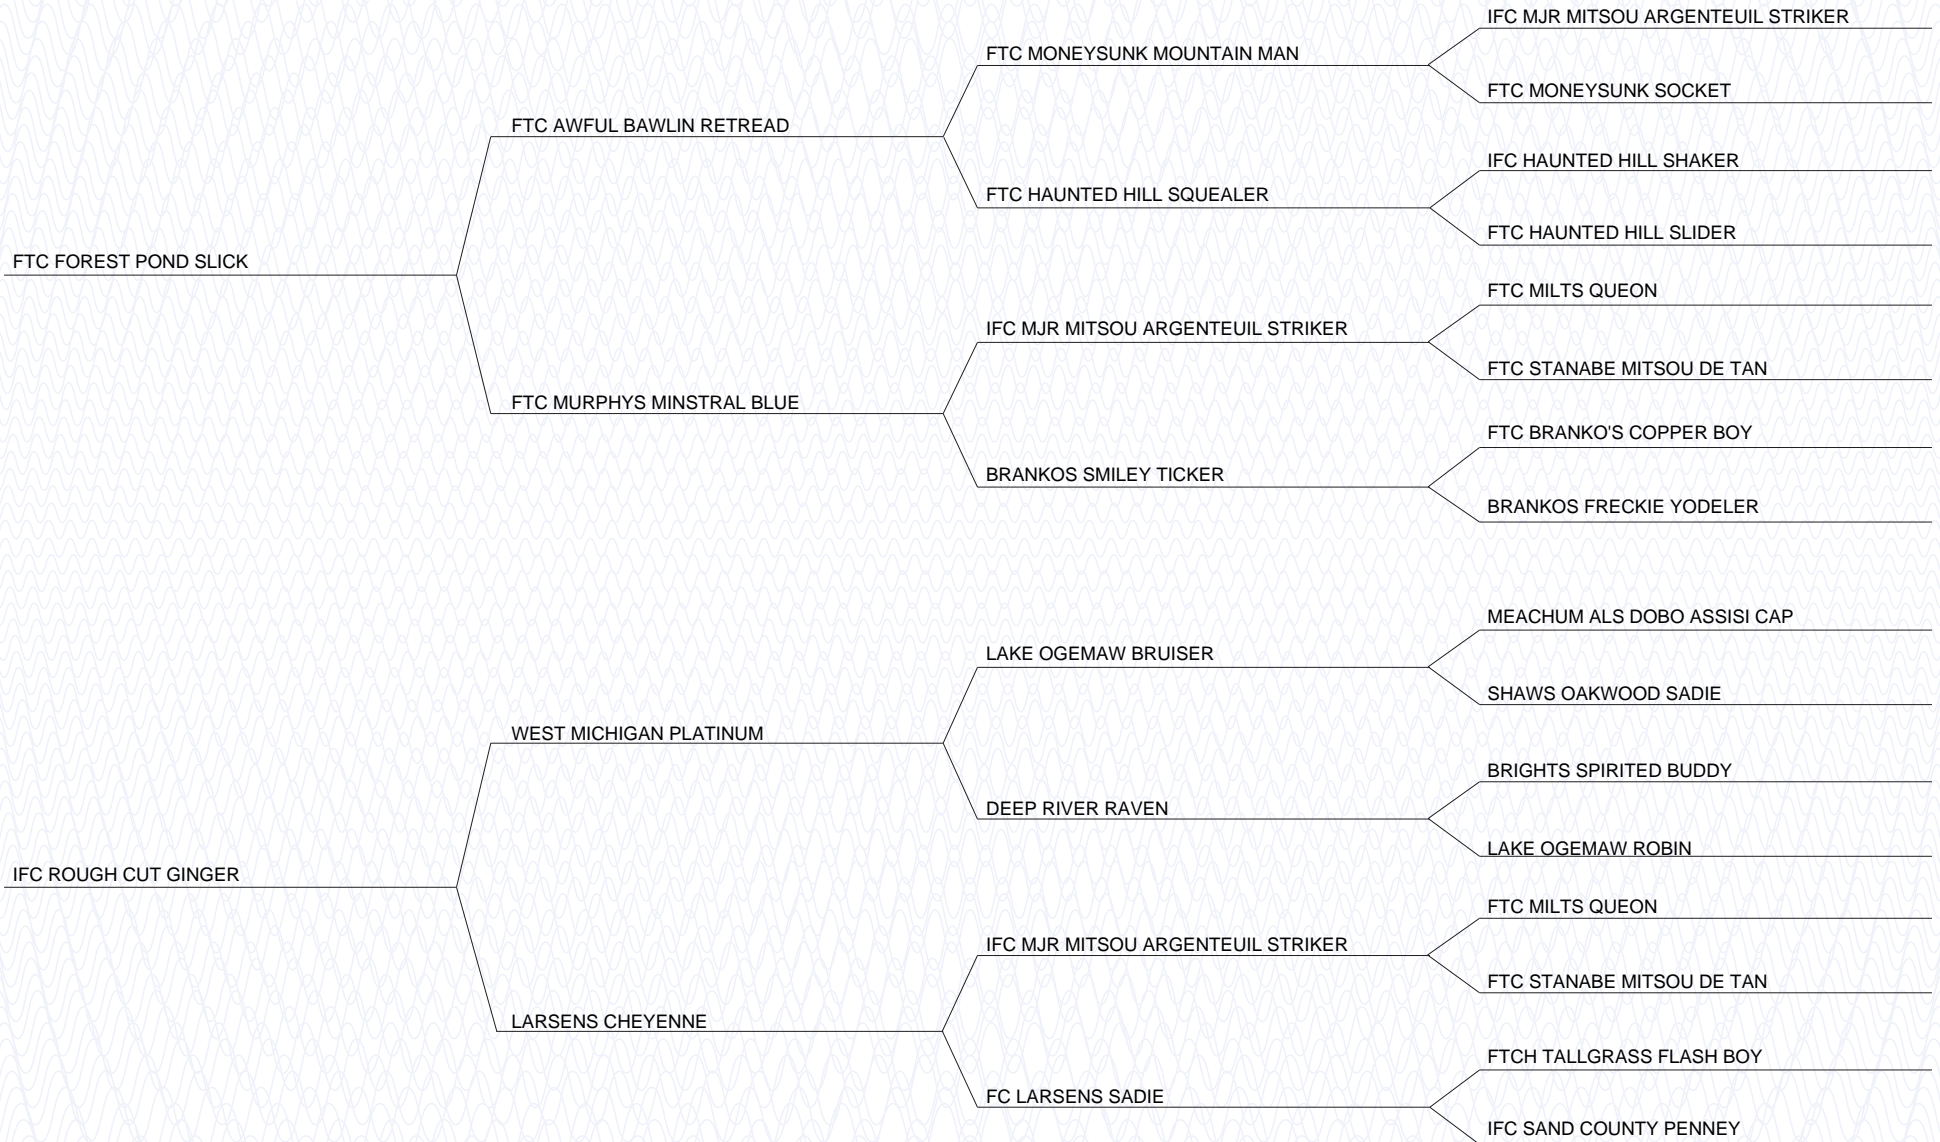 IFC MJR MITSOU ARGENTEUIL STRIKER
FTC MONEYSUNK MOUNTAIN MAN
FTC MONEYSUNK SOCKET
FTC AWFUL BAWLIN RETREAD
IFC HAUNTED HILL SHAKER
FTC HAUNTED HILL SQUEALER
FTC HAUNTED HILL SLIDER
FTC FOREST POND SLICK
FTC MILTS QUEON
IFC MJR MITSOU ARGENTEUIL STRIKER
FTC STANABE MITSOU DE TAN
FTC MURPHYS MINSTRAL BLUE
FTC BRANKO'S COPPER BOY
BRANKOS SMILEY TICKER
BRANKOS FRECKIE YODELER
MEACHUM ALS DOBO ASSISI CAP
LAKE OGEMAW BRUISER
SHAWS OAKWOOD SADIE
WEST MICHIGAN PLATINUM
BRIGHTS SPIRITED BUDDY
DEEP RIVER RAVEN
LAKE OGEMAW ROBIN
IFC ROUGH CUT GINGER
FTC MILTS QUEON
IFC MJR MITSOU ARGENTEUIL STRIKER
FTC STANABE MITSOU DE TAN
LARSENS CHEYENNE
FTCH TALLGRASS FLASH BOY
FC LARSENS SADIE
IFC SAND COUNTY PENNEY